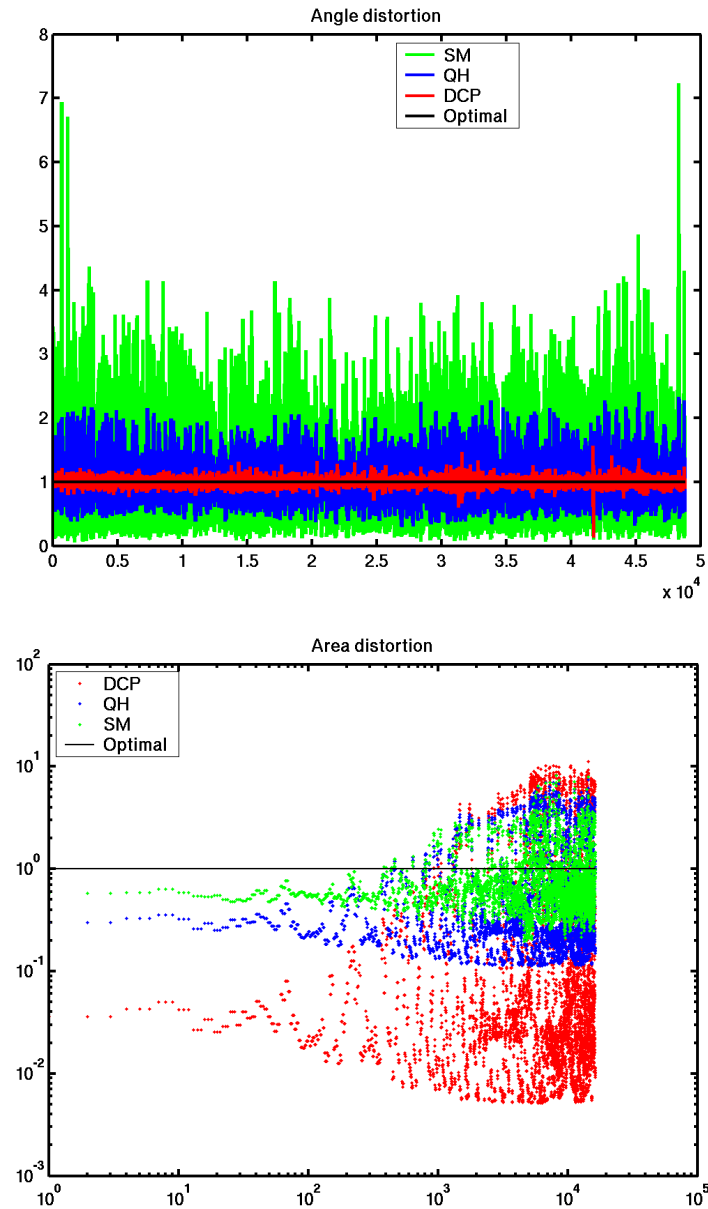 Angle distortion
8
7
6
5
4
3
2
1
0
SM
QH
DCP
Optimal
0 0.5 1 1.5 2 2.5 3 3.5 4 4.5 5
x 10^4
Area distortion
10^2
10^1
10^0
10^-1
10^-2
10^-3
DCP
QH
SM
Optimal
10^0 10^1 10^2 10^3 10^4 10^5